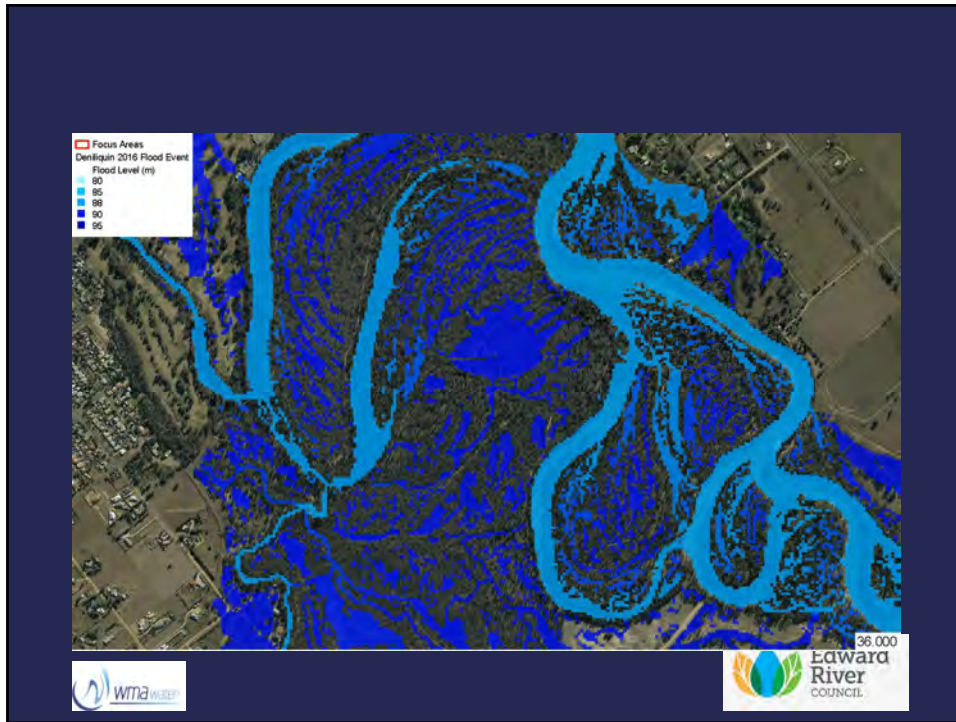 Focus Areas
Deniliquin 2016 Flood Event
Flood Level (m)
80
85
88
90
95
36.000
wma water
Edward
River
COUNCIL